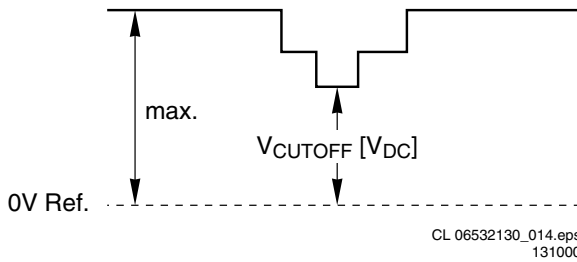 max.
VCUTOFF [VDC]
0V Ref.
CL 06532130_014.eps
131000